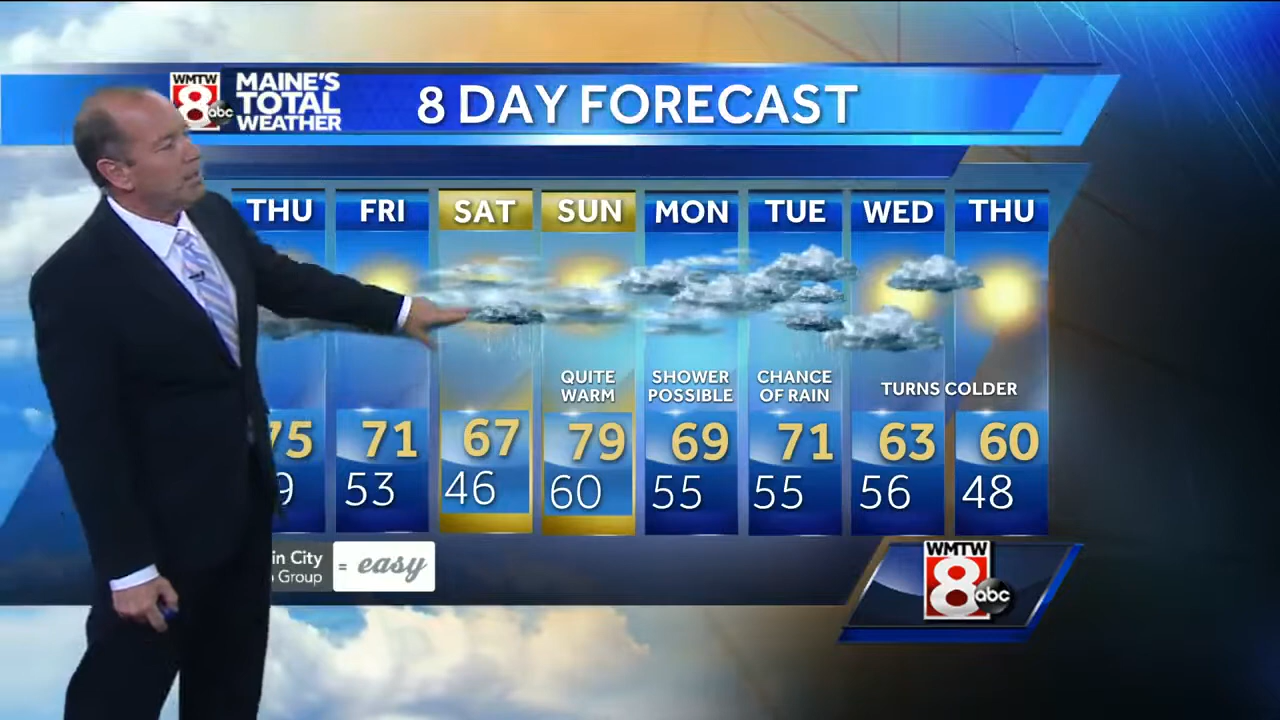 WMTW
8
abc
MAINE'S
TOTAL
WEATHER
8 DAY FORECAST
THU FRI SAT SUN MON TUE WED THU
QUITE
WARM
SHOWER
POSSIBLE
CHANCE
OF RAIN
TURNS COLDER
75 71 67 79 69 71 63 60
53 46 60 55 55 56 48
City
Group
= easy
WMTW
8
abc